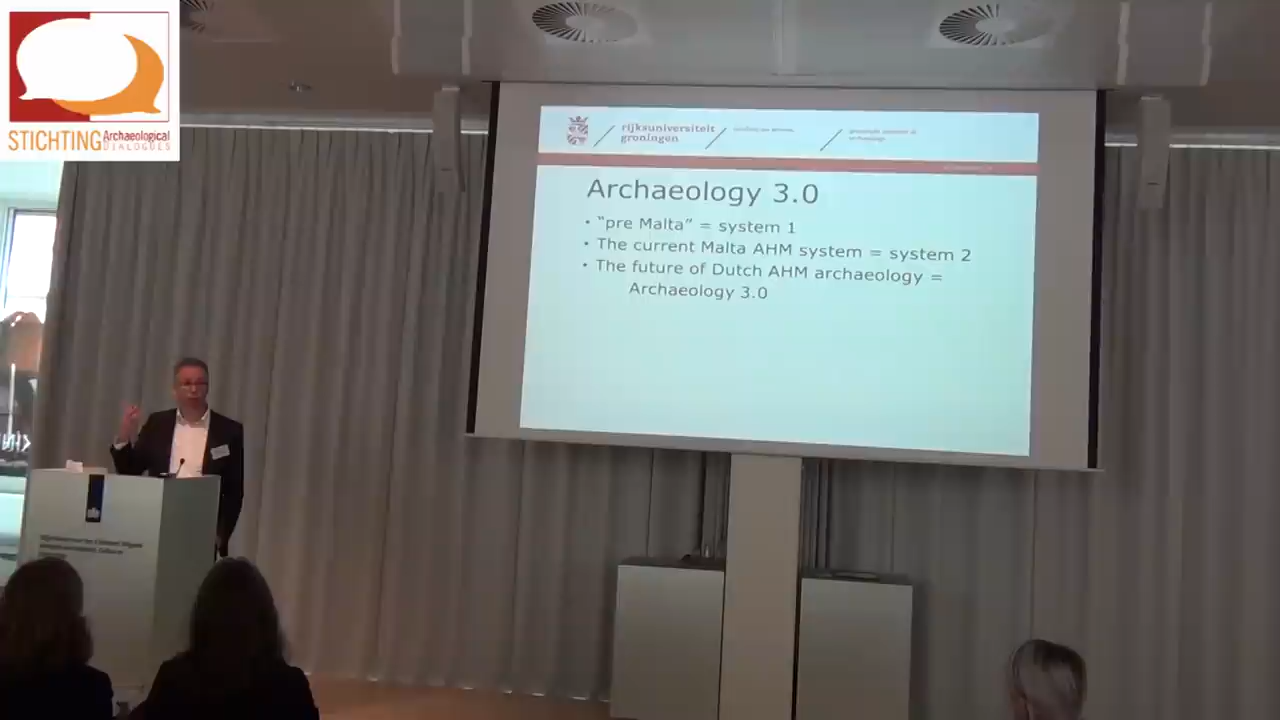 STICHTING Archaeological
DIALOGUES
rijksuniversiteit
groningen
Archaeology 3.0
• "pre Malta" = system 1
• The current Malta AHM system = system 2
• The future of Dutch AHM archaeology =
Archaeology 3.0